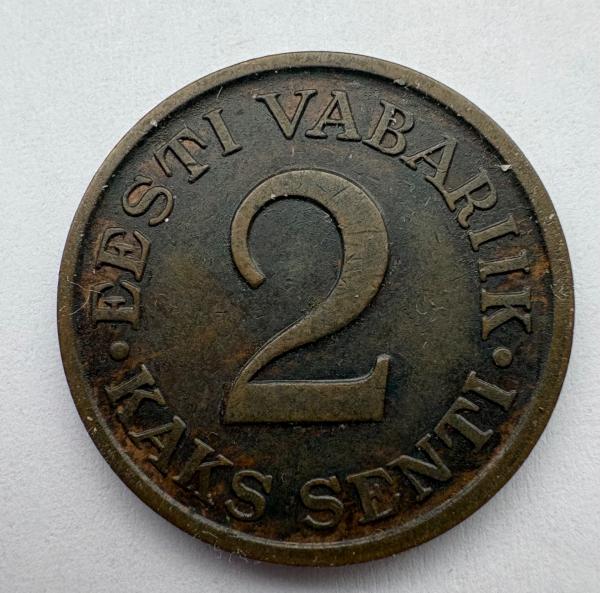 EESTI VABARIIK
2
· KAKS SENTI ·